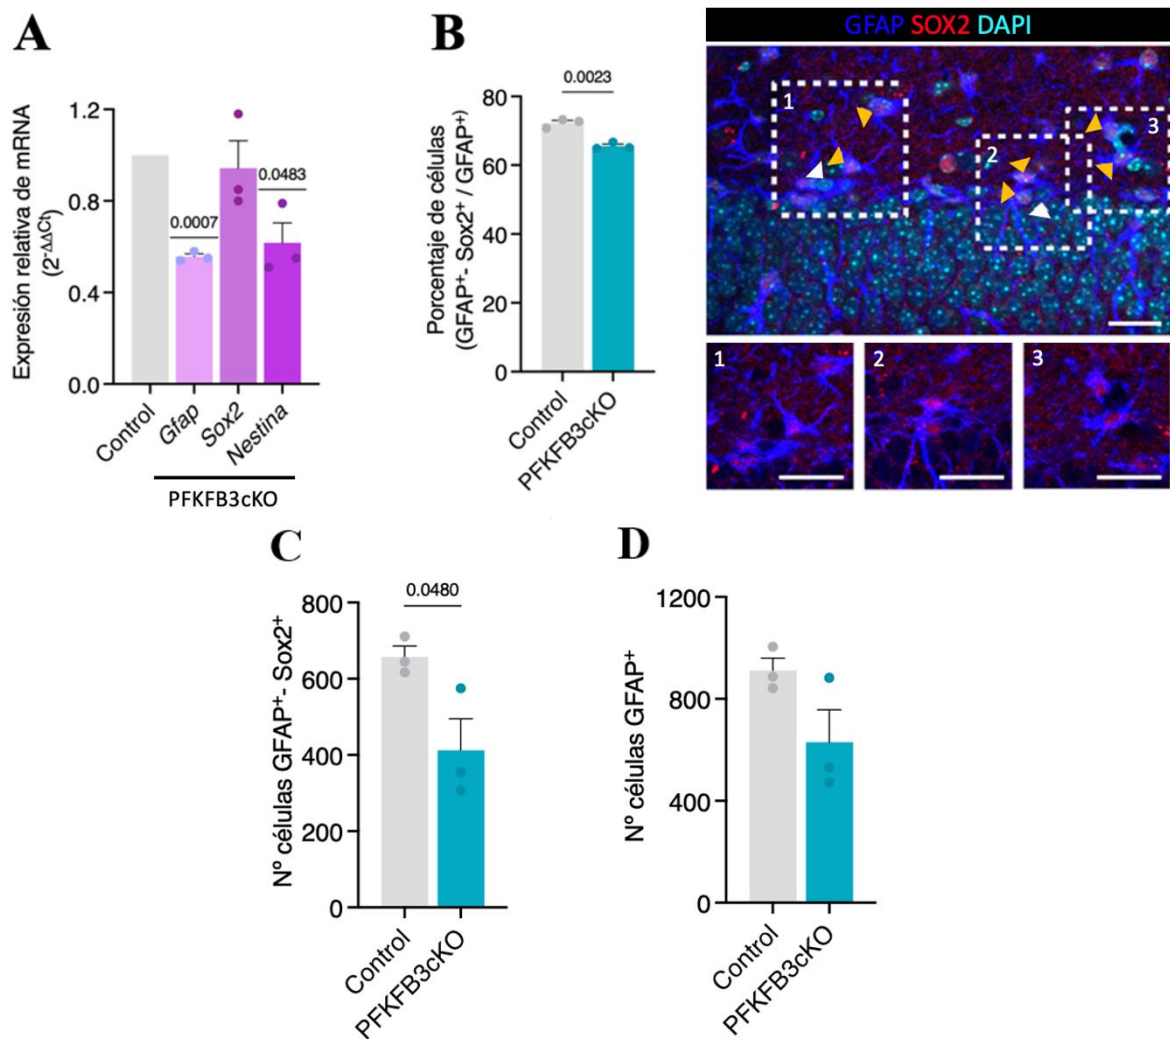 A
Expresión relativa de mRNA
(2^-ΔΔCt)
1.2
0.8
0.4
0.0
0.0007
0.0483
Control
Gfap
Sox2
Nestina
PFKFB3cKO
B
Porcentaje de células
(GFAP⁺- Sox2⁺ / GFAP⁺)
80
60
40
20
0
0.0023
Control
PFKFB3cKO
GFAP SOX2 DAPI
1
2
3
1
2
3
C
Nº células GFAP⁺- Sox2⁺
800
600
400
200
0
0.0480
Control
PFKFB3cKO
D
Nº células GFAP⁺
1200
800
400
0
Control
PFKFB3cKO